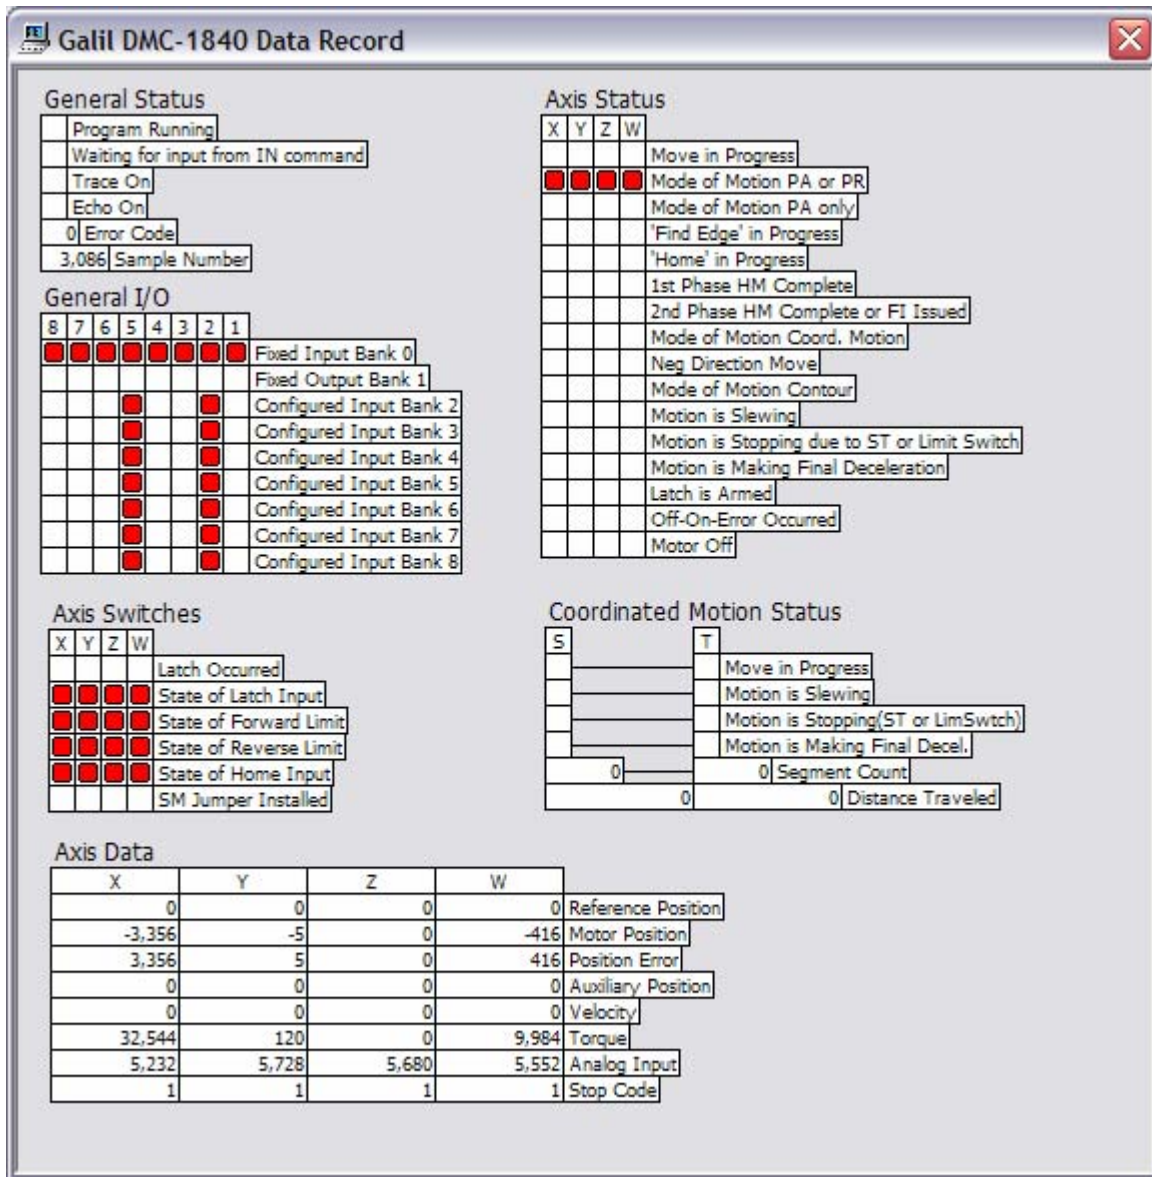 Galil DMC-1840 Data Record
General Status
Program Running
Waiting for input from IN command
Trace On
Echo On
0 Error Code
3,086 Sample Number
General I/O
8 7 6 5 4 3 2 1
Fixed Input Bank 0
Fixed Output Bank 1
Configured Input Bank 2
Configured Input Bank 3
Configured Input Bank 4
Configured Input Bank 5
Configured Input Bank 6
Configured Input Bank 7
Configured Input Bank 8
Axis Status
X Y Z W
Move in Progress
Mode of Motion PA or PR
Mode of Motion PA only
'Find Edge' in Progress
'Home' in Progress
1st Phase HM Complete
2nd Phase HM Complete or FI Issued
Mode of Motion Coord. Motion
Neg Direction Move
Mode of Motion Contour
Motion is Slewing
Motion is Stopping due to ST or Limit Switch
Motion is Making Final Deceleration
Latch is Armed
Off-On-Error Occurred
Motor Off
Axis Switches
X Y Z W
Latch Occurred
State of Latch Input
State of Forward Limit
State of Reverse Limit
State of Home Input
SM Jumper Installed
Coordinated Motion Status
S T
Move in Progress
Motion is Slewing
Motion is Stopping(ST or LimSwtch)
Motion is Making Final Decel.
0 0 Segment Count
0 0 Distance Traveled
Axis Data
X Y Z W
0 0 0 0 Reference Position
-3,356 -5 0 -416 Motor Position
3,356 5 0 416 Position Error
0 0 0 0 Auxiliary Position
0 0 0 0 Velocity
32,544 120 0 9,984 Torque
5,232 5,728 5,680 5,552 Analog Input
1 1 1 1 Stop Code